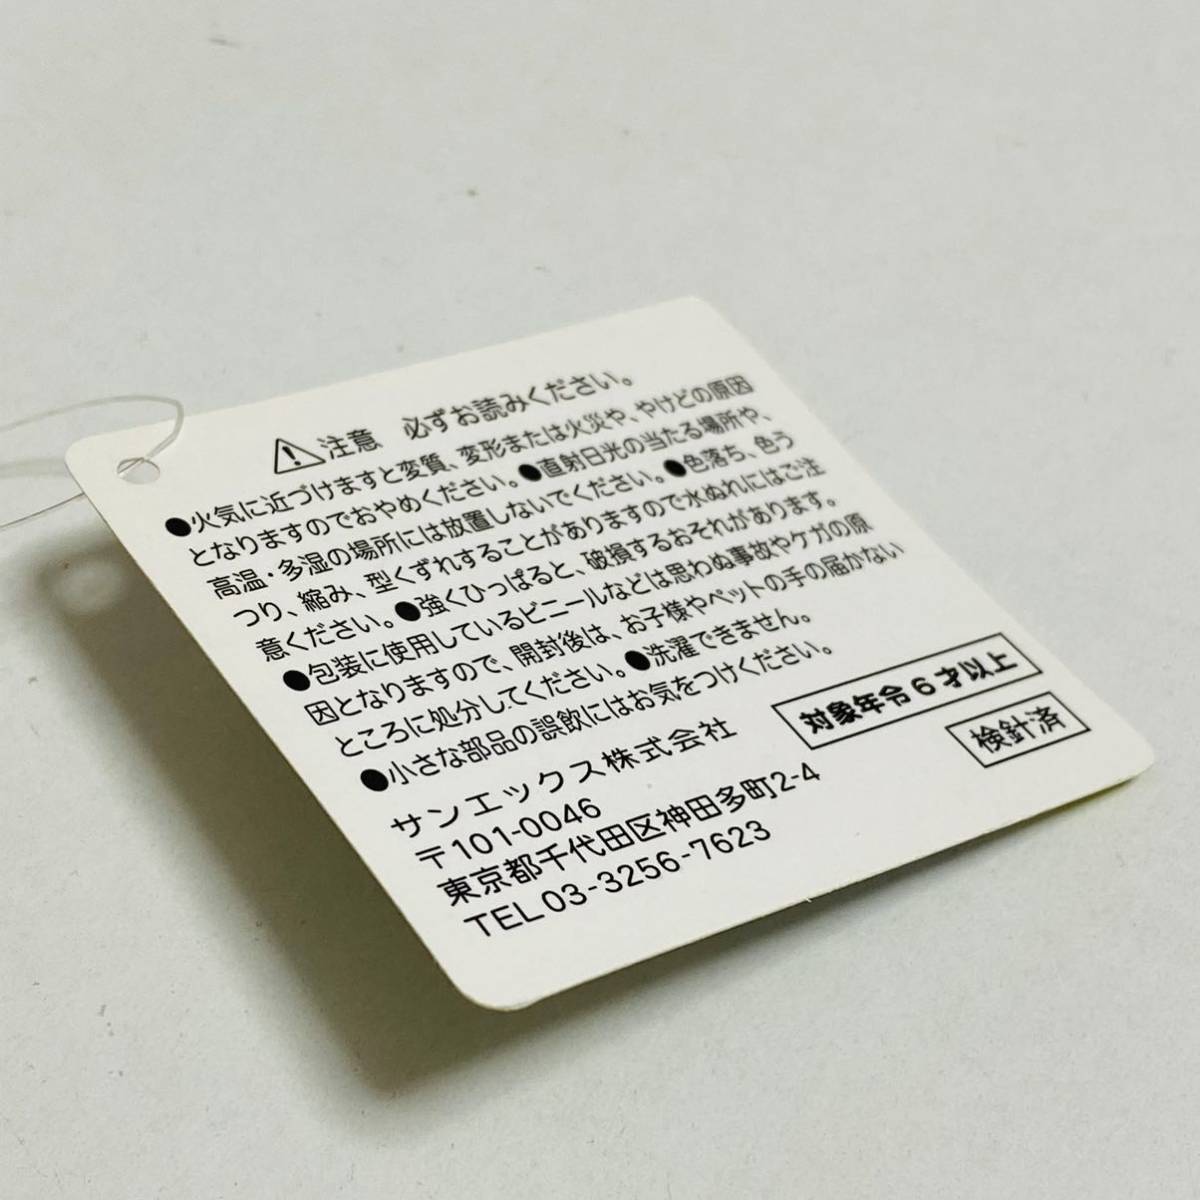 ⚠注意 必ずお読みください。
●火気に近づけますと変質、変形または火災や、やけどの原因
となりますのでおやめください。●直射日光の当たる場所や、
高温・多湿の場所には放置しないでください。●色落ち、色う
つり、縮み、型くずれすることがありますので水ぬれにはご注
意ください。●強くひっぱると、破損するおそれがあります。
●包装に使用しているビニールなどは思わぬ事故やケガの原
因となりますので、開封後は、お子様やペットの手の届かない
ところに処分してください。●洗濯できません。
●小さな部品の誤飲にはお気をつけください。
サンエックス株式会社
〒101-0046
東京都千代田区神田多町2-4
TEL 03-3256-7623
対象年令6才以上
検針済